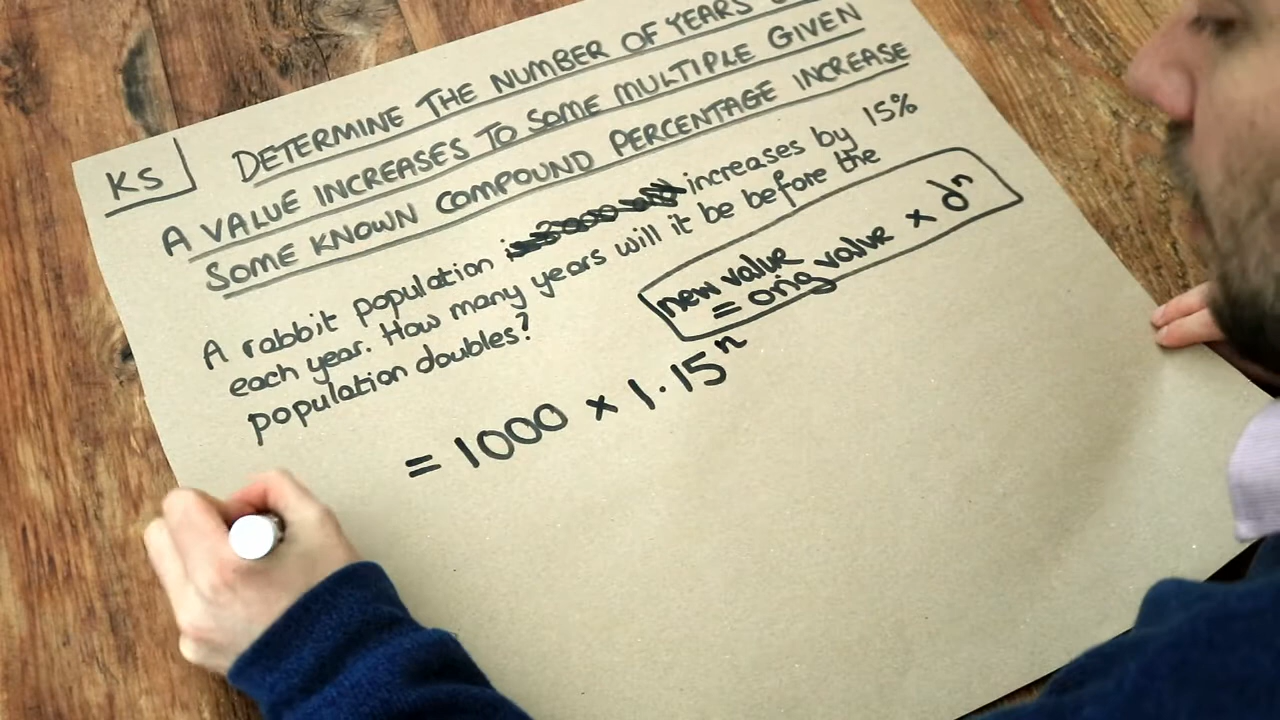 KS
DETERMINE THE NUMBER OF YEARS
A VALUE INCREASES TO SOME MULTIPLE GIVEN
SOME KNOWN COMPOUND PERCENTAGE INCREASE
A rabbit population increases by 15%
each year. How many years will it be before the
population doubles?
new value
= orig value × dⁿ
= 1000 × 1.15ⁿ